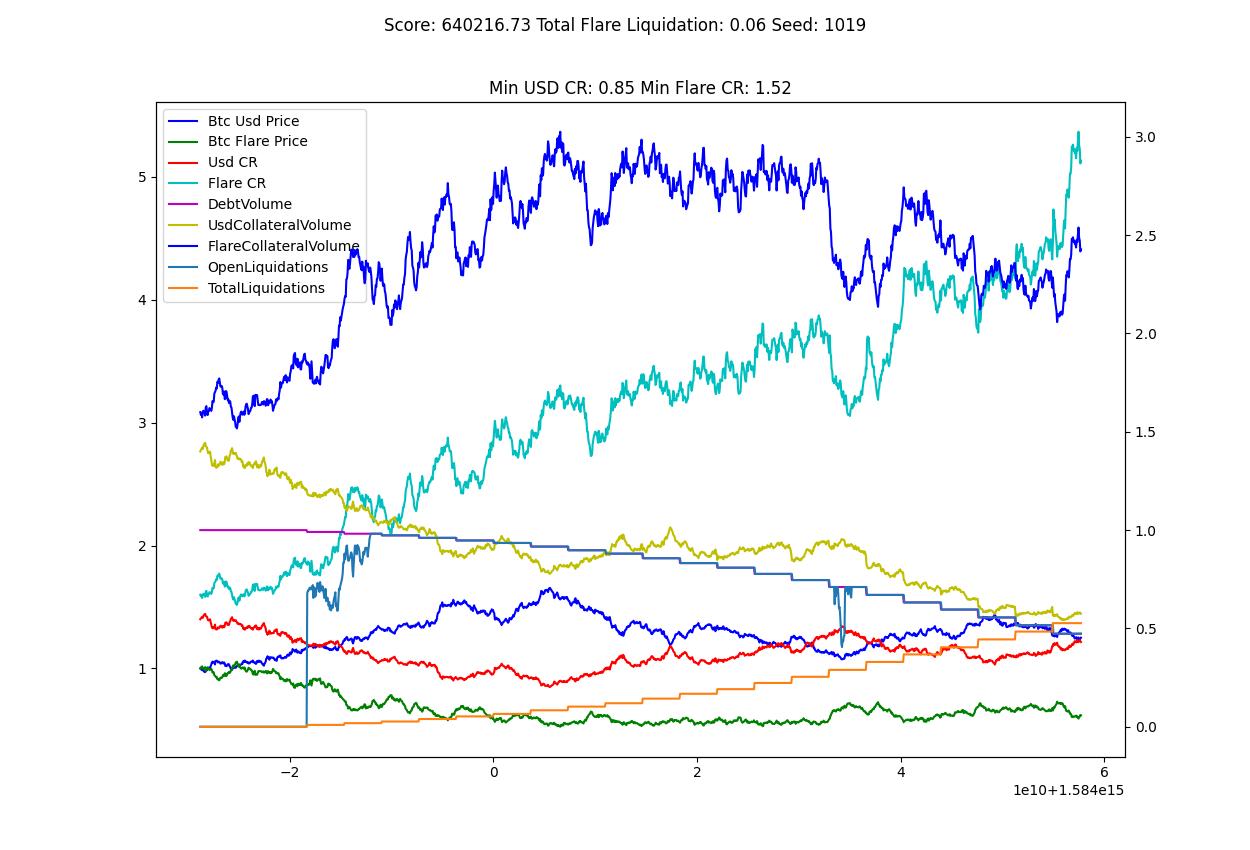 Score: 640216.73 Total Flare Liquidation: 0.06 Seed: 1019
Min USD CR: 0.85 Min Flare CR: 1.52
Btc Usd Price
Btc Flare Price
Usd CR
Flare CR
DebtVolume
UsdCollateralVolume
FlareCollateralVolume
OpenLiquidations
TotalLiquidations
5
4
3
2
1
3.0
2.5
2.0
1.5
1.0
0.5
0.0
−2 0 2 4 6
1e10+1.584e15